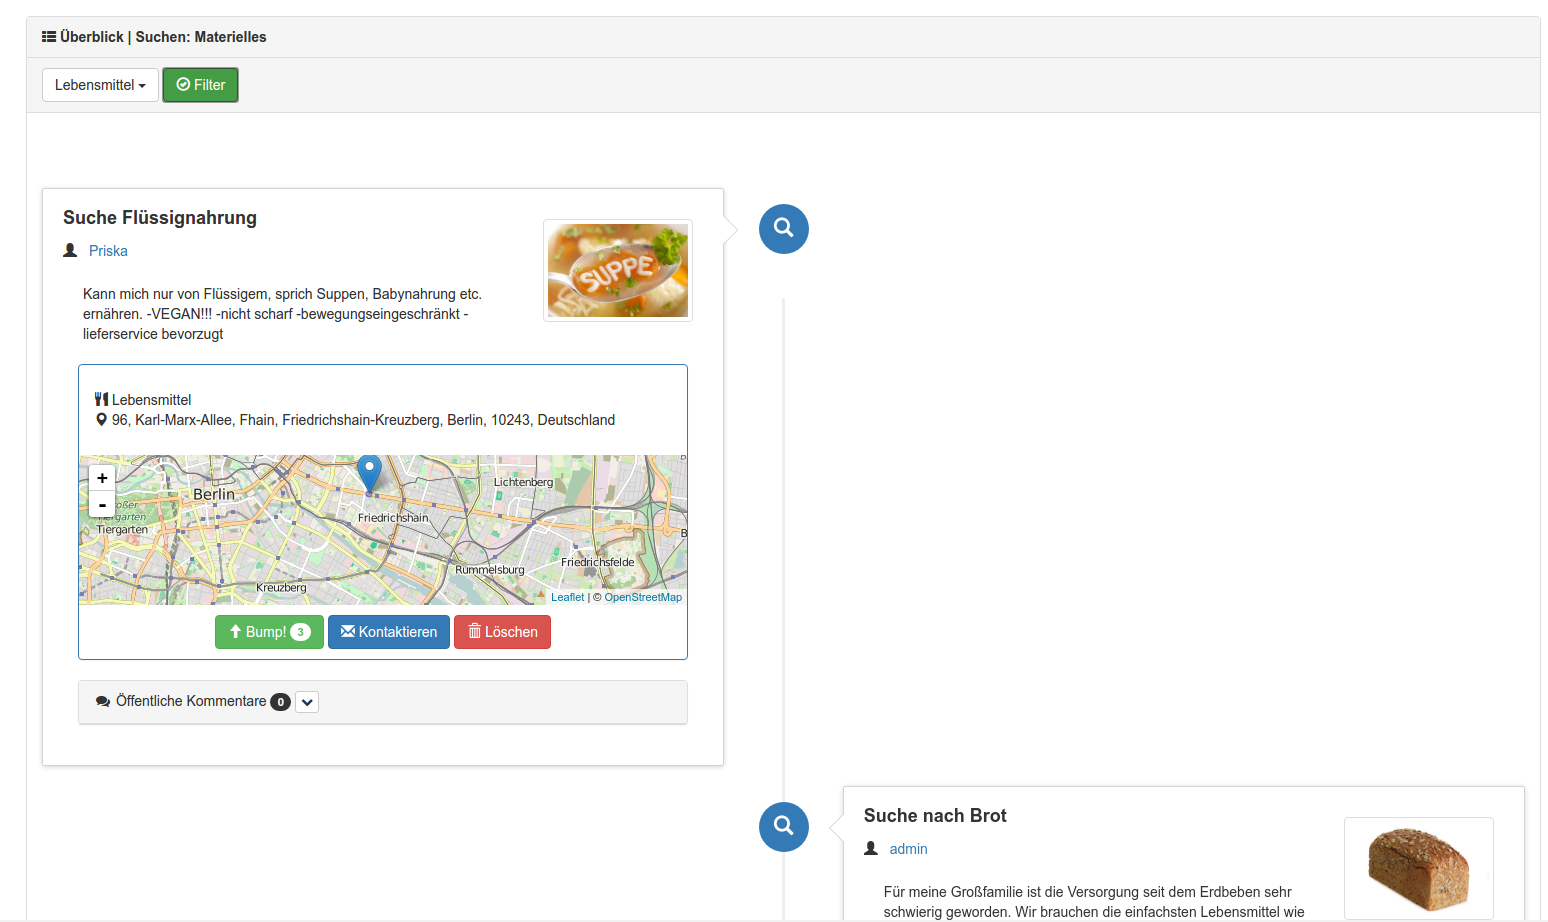 Überblick | Suchen: Materielles
Lebensmittel
Filter
Suche Flüssignahrung
Priska
SUPPE
Kann mich nur von Flüssigem, sprich Suppen, Babynahrung etc.
ernähren. -VEGAN!!! -nicht scharf -bewegungseingeschränkt -
lieferservice bevorzugt
Lebensmittel
96, Karl-Marx-Allee, Fhain, Friedrichshain-Kreuzberg, Berlin, 10243, Deutschland
+
-
Berlin
Großer
Tiergarten
Tiergarten
Lichtenberg
Friedrichshain
Friedrichsfelde
Rummelsburg
Kreuzberg
Leaflet | © OpenStreetMap
Bump! 3
Kontaktieren
Löschen
Öffentliche Kommentare 0
Suche nach Brot
admin
Für meine Großfamilie ist die Versorgung seit dem Erdbeben sehr
schwierig geworden. Wir brauchen die einfachsten Lebensmittel wie